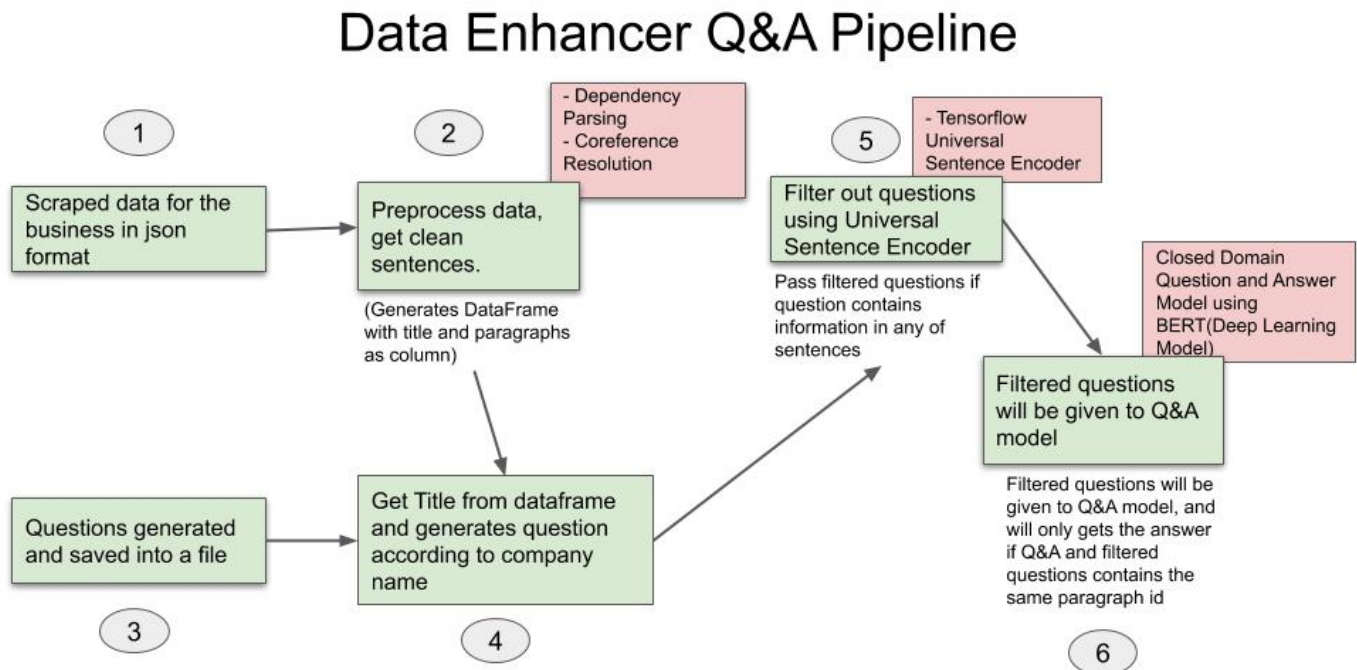 Data Enhancer Q&A Pipeline
1
Scraped data for the
business in json
format
2
- Dependency
Parsing
- Coreference
Resolution
Preprocess data,
get clean
sentences.
(Generates DataFrame
with title and paragraphs
as column)
3
Questions generated
and saved into a file
4
Get Title from dataframe
and generates question
according to company
name
5
- Tensorflow
Universal
Sentence Encoder
Filter out questions
using Universal
Sentence Encoder
Pass filtered questions if
question contains
information in any of
sentences
Closed Domain
Question and Answer
Model using
BERT(Deep Learning
Model)
Filtered questions
will be given to Q&A
model
Filtered questions will be
given to Q&A model, and
will only gets the answer
if Q&A and filtered
questions contains the
same paragraph id
6